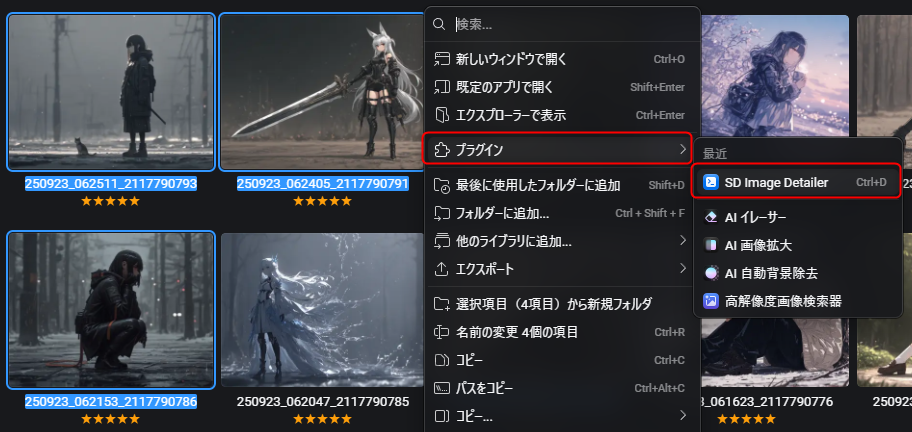 検索...
新しいウィンドウで開く Ctrl+O
既定のアプリで開く Shift+Enter
エクスプローラーで表示 Ctrl+Enter
プラグイン
最近
SD Image Detailer Ctrl+D
AI イレーサー
AI 画像拡大
AI 自動背景除去
高解像度画像検索器
最後に使用したフォルダーに追加 Shift+D
フォルダーに追加... Ctrl + Shift + F
他のライブラリに追加...
エクスポート
選択項目（4項目）から新規フォルダ
名前の変更 4個の項目 Ctrl+R
コピー Ctrl+C
パスをコピー Ctrl+Alt+C
コピー...
250923_062511_2117790793
★★★★★
250923_062405_2117790791
★★★★★
250923_062153_2117790786
★★★★★
250923_062047_2117790785
★★★★★
_061623_2117790776
★★★★★
25092